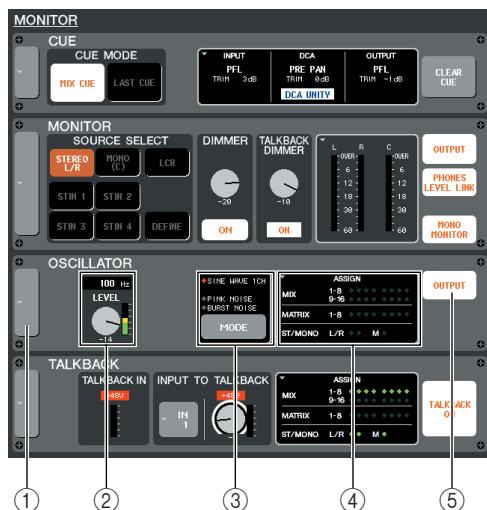 MONITOR
CUE
CUE MODE
MIX CUE
LAST CUE
INPUT
PFL
TRIM 3dB
DCA
PRE PAN
TRIM 0dB
DCA UNITY
OUTPUT
PFL
TRIM -1dB
CLEAR
CUE
MONITOR
SOURCE SELECT
STEREO
L/R
MONO
(C)
LCR
STIN 1
STIN 2
STIN 3
STIN 4
DEFINE
DIMMER
-20
ON
TALKBACK
DIMMER
-10
ON
L R C
OVER OVER
6 6
12 12
18 18
30 30
60 60
OUTPUT
PHONES
LEVEL LINK
MONO
MONITOR
OSCILLATOR
100 Hz
LEVEL
-14
SINE WAVE 1CH
PINK NOISE
BURST NOISE
MODE
ASSIGN
MIX 1-8
9-16
MATRIX 1-8
ST/MONO L/R M
OUTPUT
TALKBACK
TALKBACK IN
+48V
INPUT TO TALKBACK
IN
1
+48V
ASSIGN
MIX 1-8
9-16
MATRIX 1-8
ST/MONO L/R M
TALKBACK
ON
① ② ③ ④ ⑤